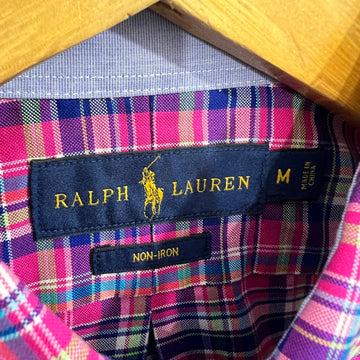 RALPH LAUREN
M
MADE IN
CHINA
NON-IRON